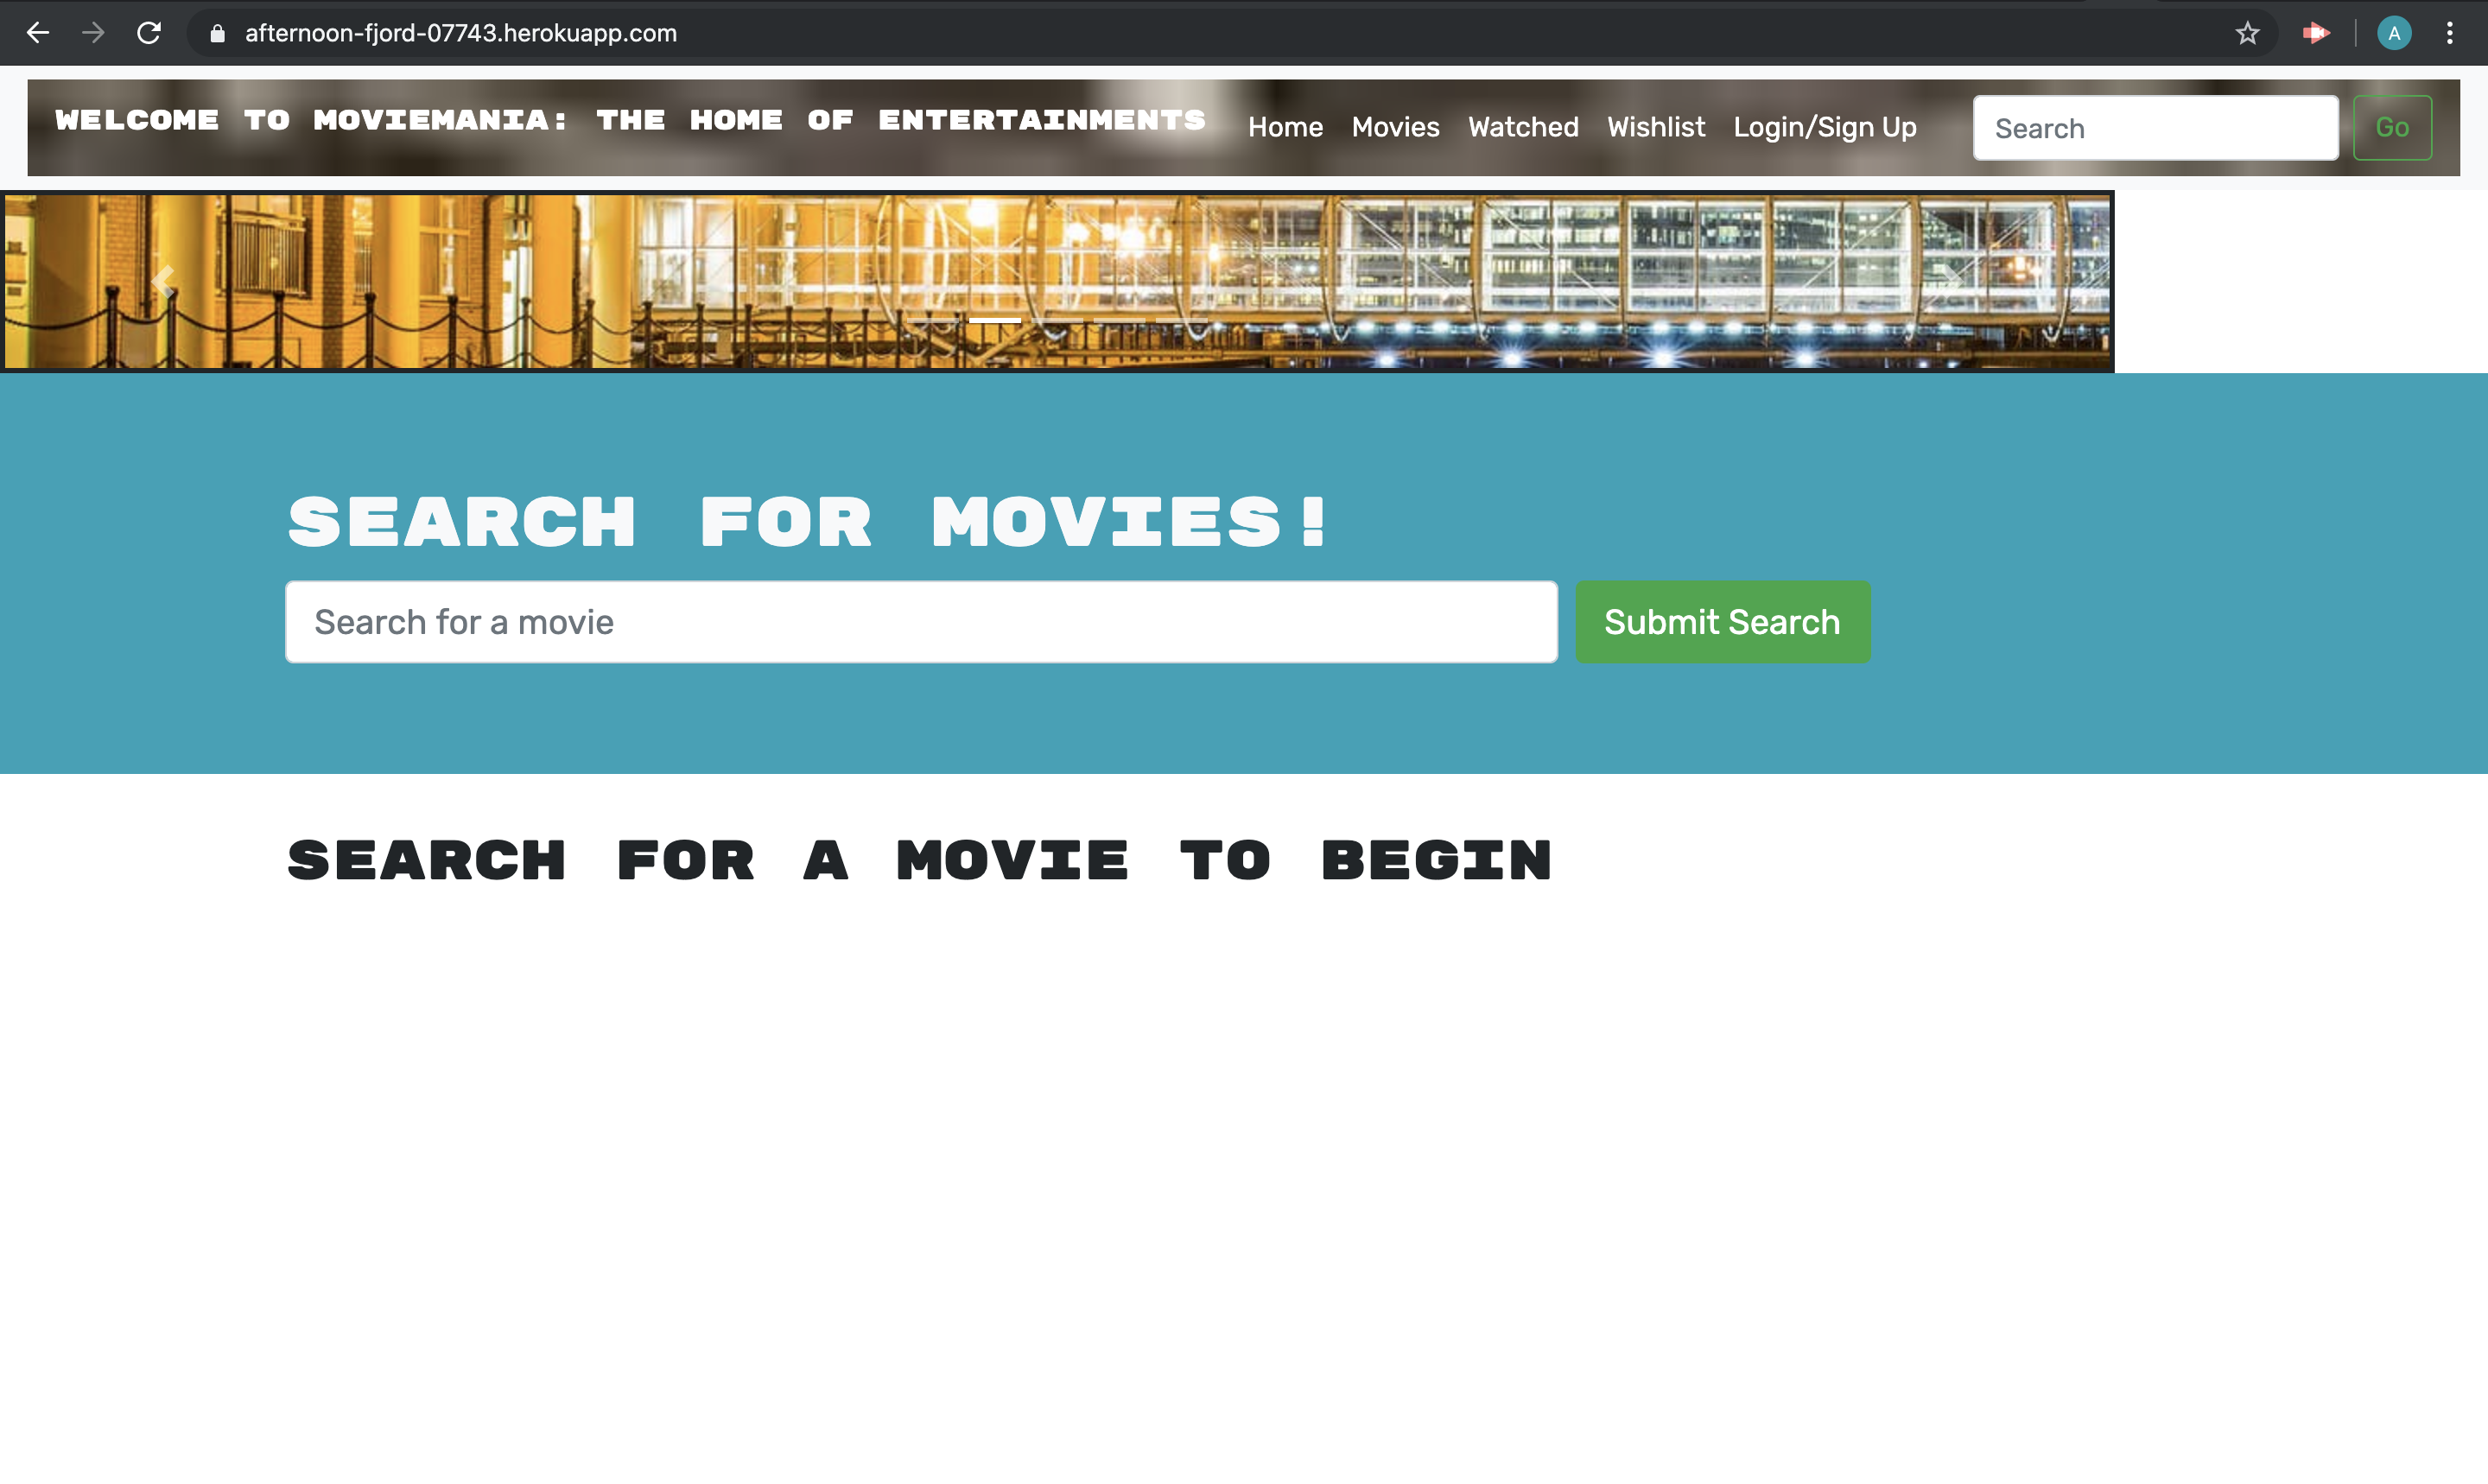 afternoon-fjord-07743.herokuapp.com
A
WELCOME TO MOVIEMANIA: THE HOME OF ENTERTAINMENTS
Home Movies Watched Wishlist Login/Sign Up Search Go
SEARCH FOR MOVIES!
Search for a movie Submit Search
SEARCH FOR A MOVIE TO BEGIN